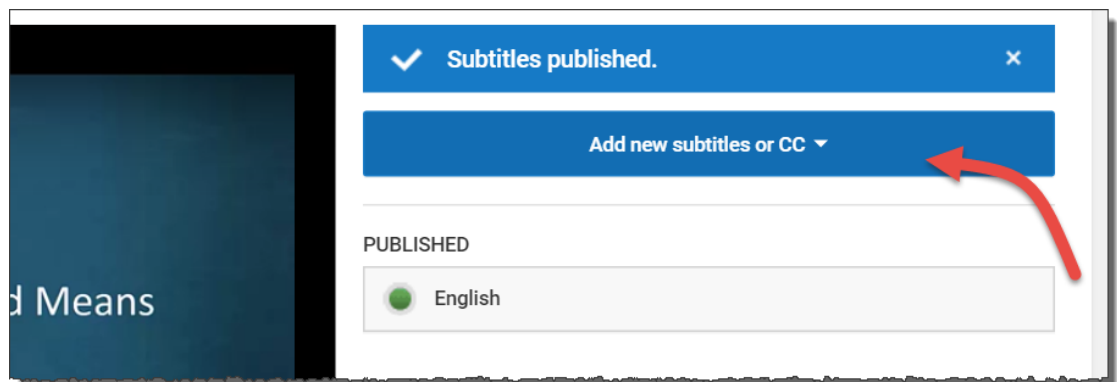 Subtitles published.
Add new subtitles or CC
PUBLISHED
English
d Means